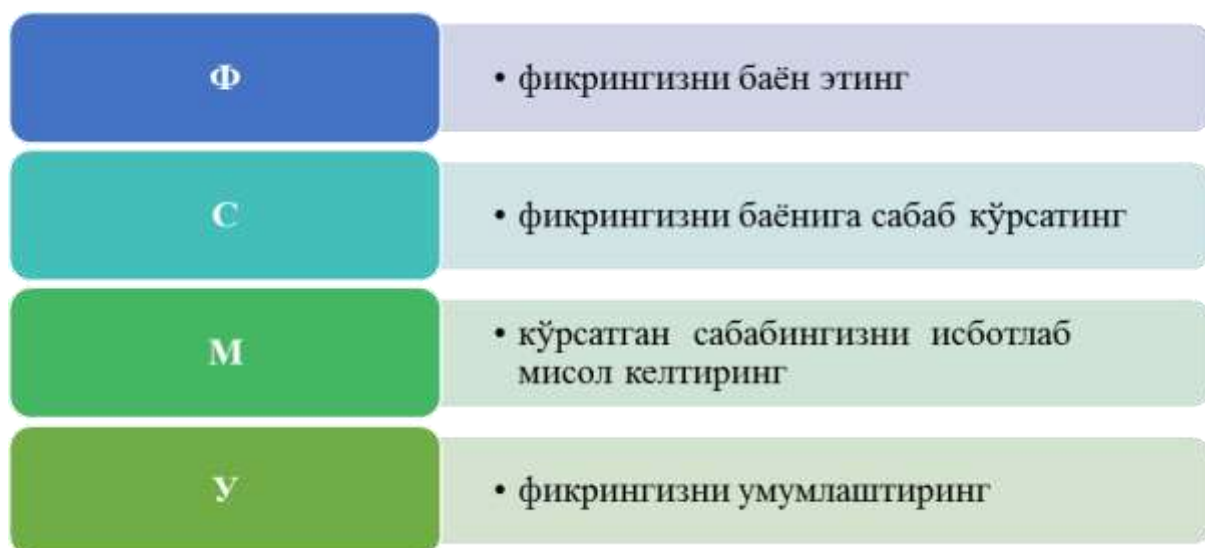 Ф
• фикрингизни баён этинг
С
• фикрингизни баёнига сабаб кўрсатинг
М
• кўрсатган сабабингизни исботлаб
мисол келтиринг
У
• фикрингизни умумлаштиринг